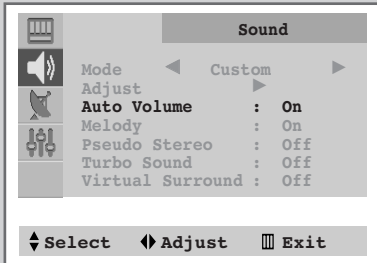 Sound
Mode ◀ Custom ▶
Adjust ▶
Auto Volume : On
Melody : On
Pseudo Stereo : Off
Turbo Sound : Off
Virtual Surround : Off
Select Adjust Exit